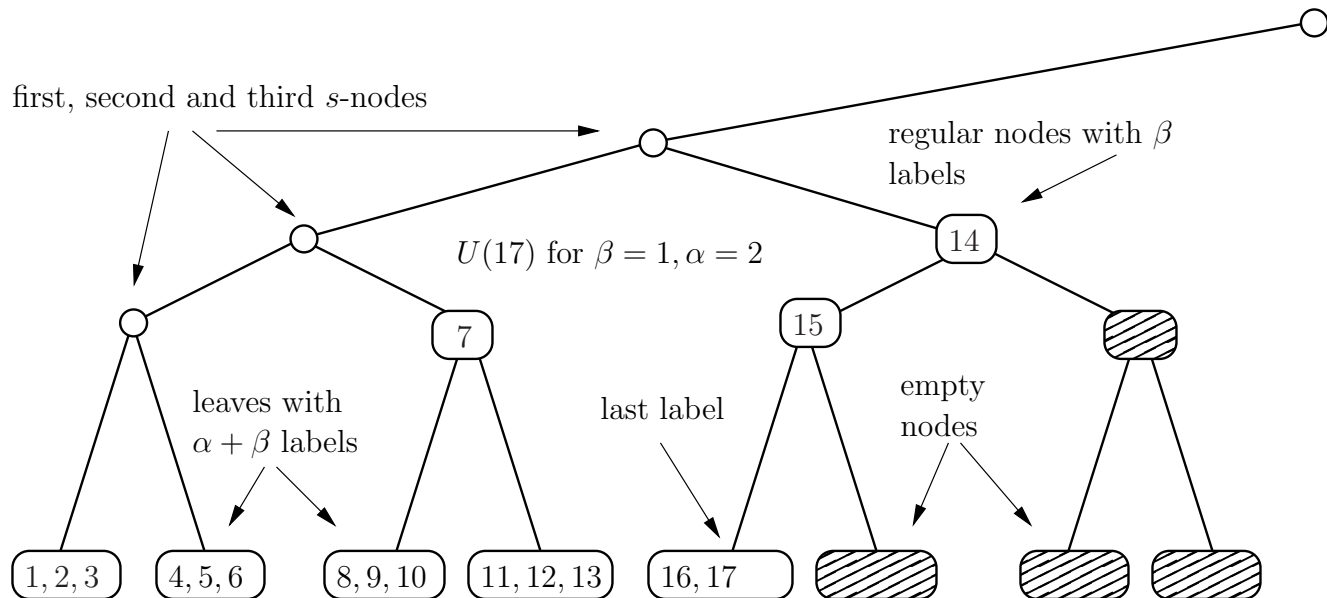 first, second and third s-nodes
regular nodes with β
labels
14
U(17) for β = 1, α = 2
15
7
leaves with
α + β labels
last label
empty
nodes
1, 2, 3
4, 5, 6
8, 9, 10
11, 12, 13
16, 17